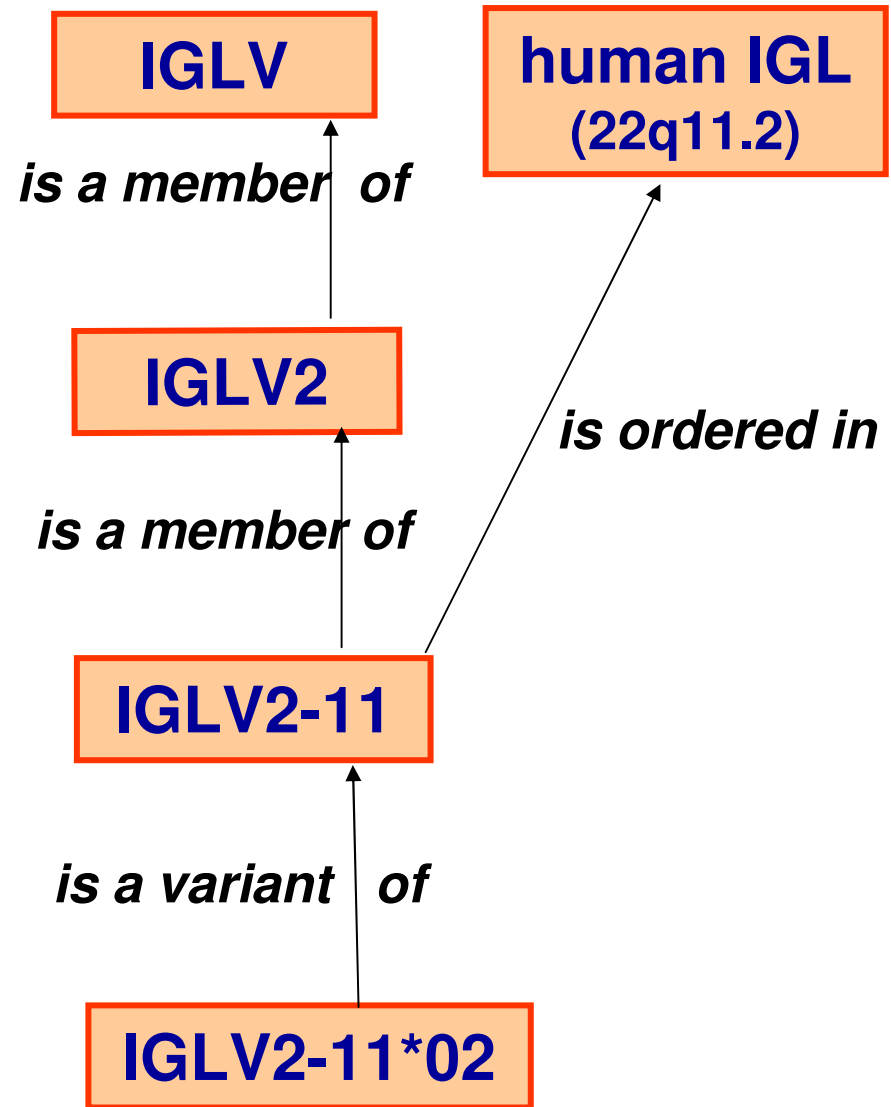 IGLV
human IGL
(22q11.2)
is a member of
IGLV2
is ordered in
is a member of
IGLV2-11
is a variant of
IGLV2-11*02